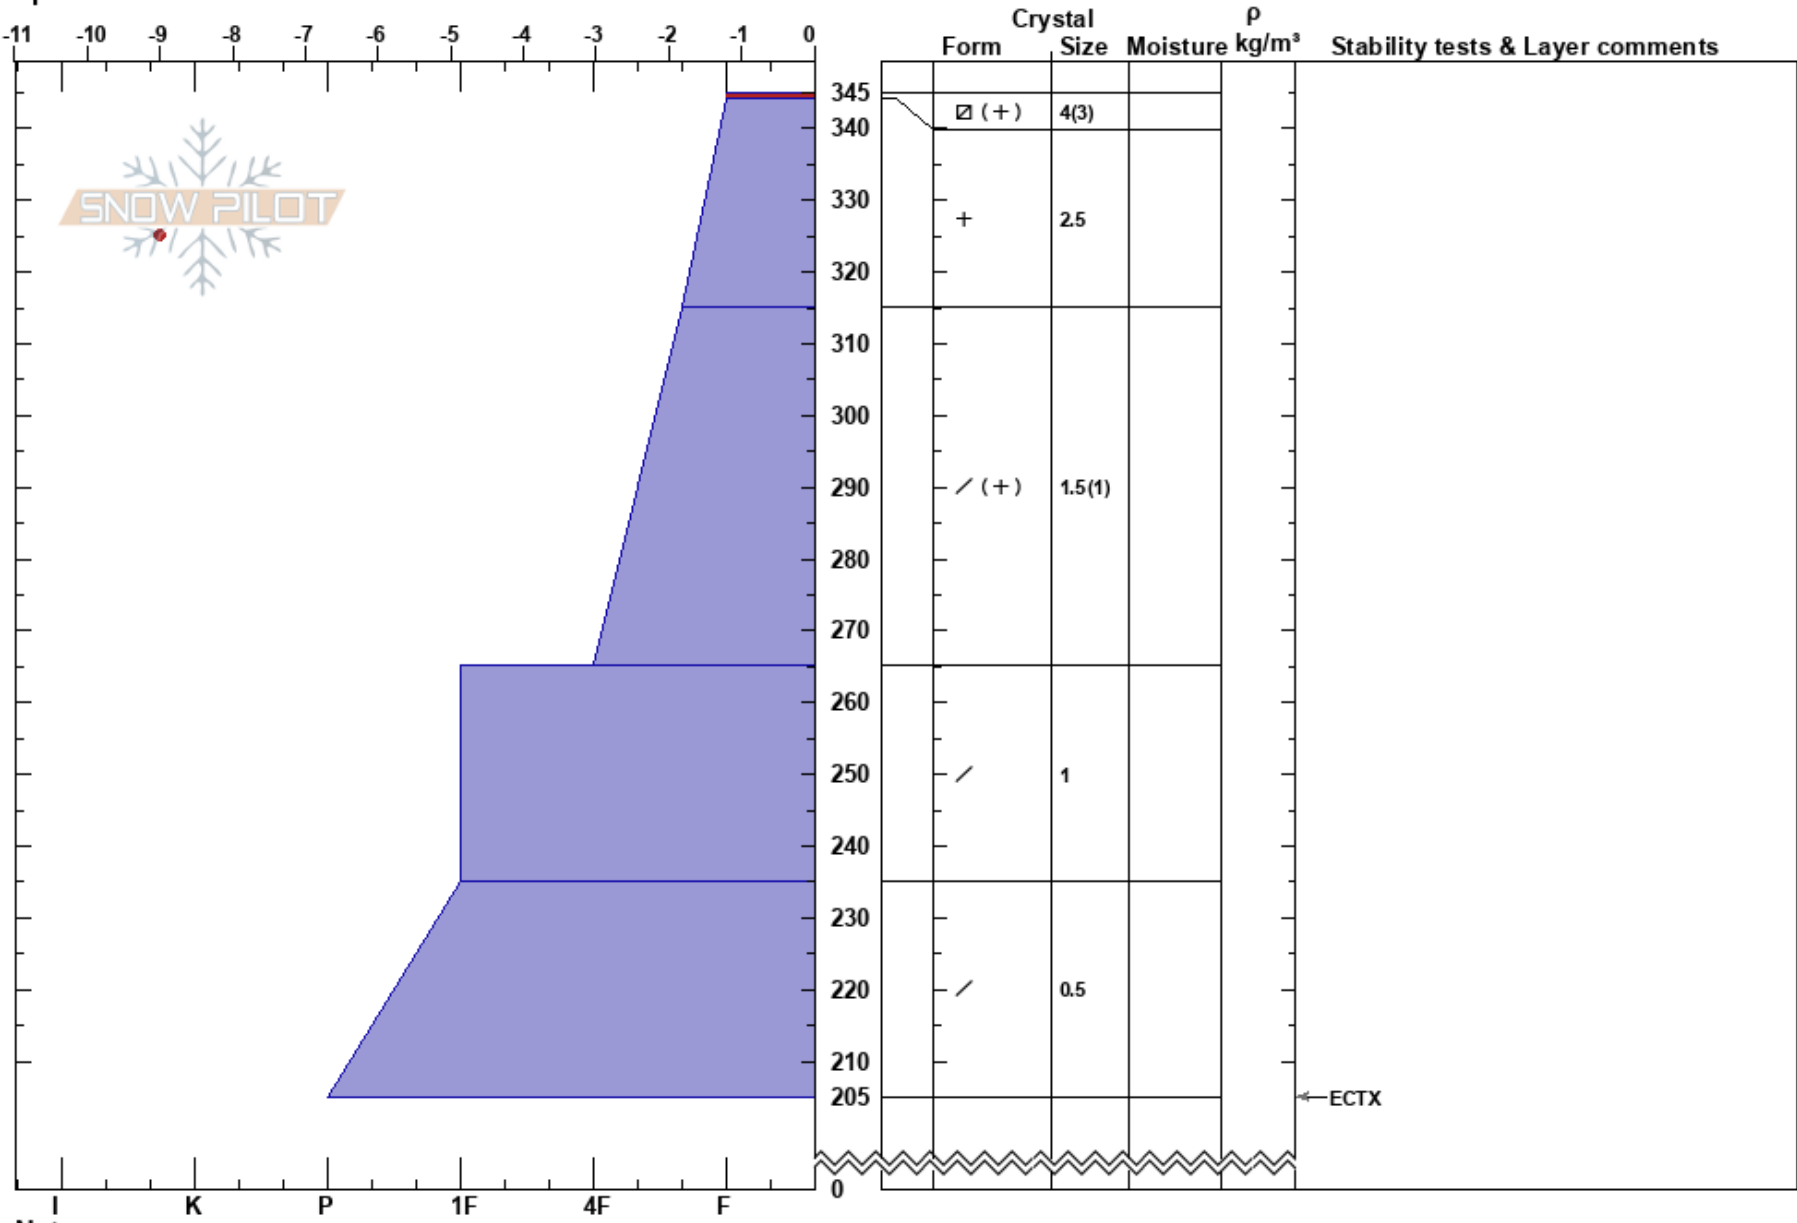 Crystal ρ
-11 -10 -9 -8 -7 -6 -5 -4 -3 -2 -1 0 Form Size Moisture kg/m³ Stability tests & Layer comments
345
(+) 4(3)
340
SNOW PILOT
330
+ 2.5
320
310
300
290 (+) 1.5(1)
280
270
260
250 1
240
230
220 0.5
210
205 ECTX
0
I K P 1F 4F F